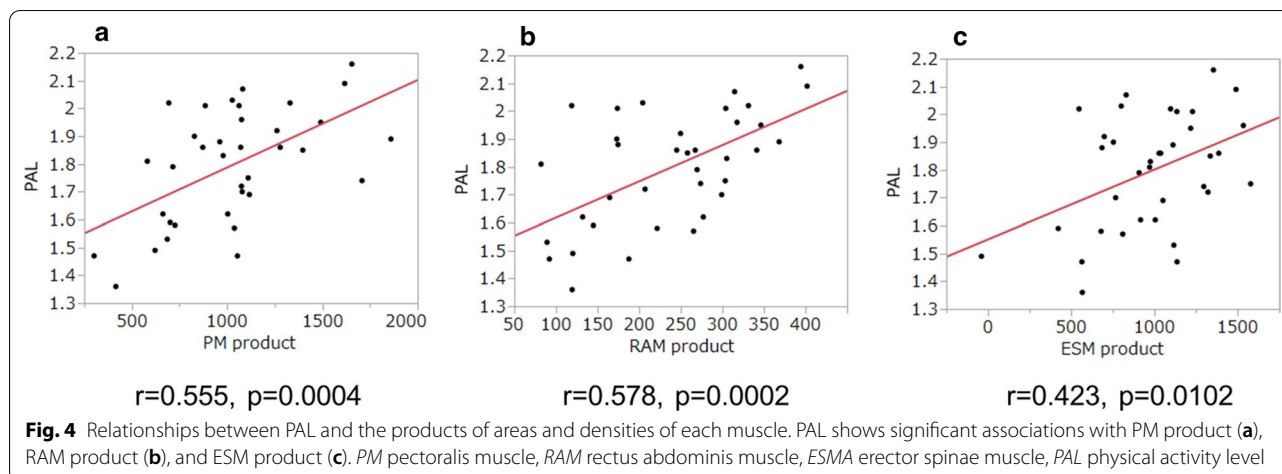 a
2.2
2.1
2
1.9
1.8
1.7
1.6
1.5
1.4
1.3
PAL
500 1000 1500 2000
PM product
r=0.555, p=0.0004
b
2.2
2.1
2
1.9
1.8
1.7
1.6
1.5
1.4
1.3
PAL
50 100 150 200 250 300 350 400
RAM product
r=0.578, p=0.0002
c
2.2
2.1
2
1.9
1.8
1.7
1.6
1.5
1.4
1.3
PAL
0 500 1000 1500
ESM product
r=0.423, p=0.0102
Fig. 4 Relationships between PAL and the products of areas and densities of each muscle. PAL shows significant associations with PM product (a),
RAM product (b), and ESM product (c). PM pectoralis muscle, RAM rectus abdominis muscle, ESMA erector spinae muscle, PAL physical activity level